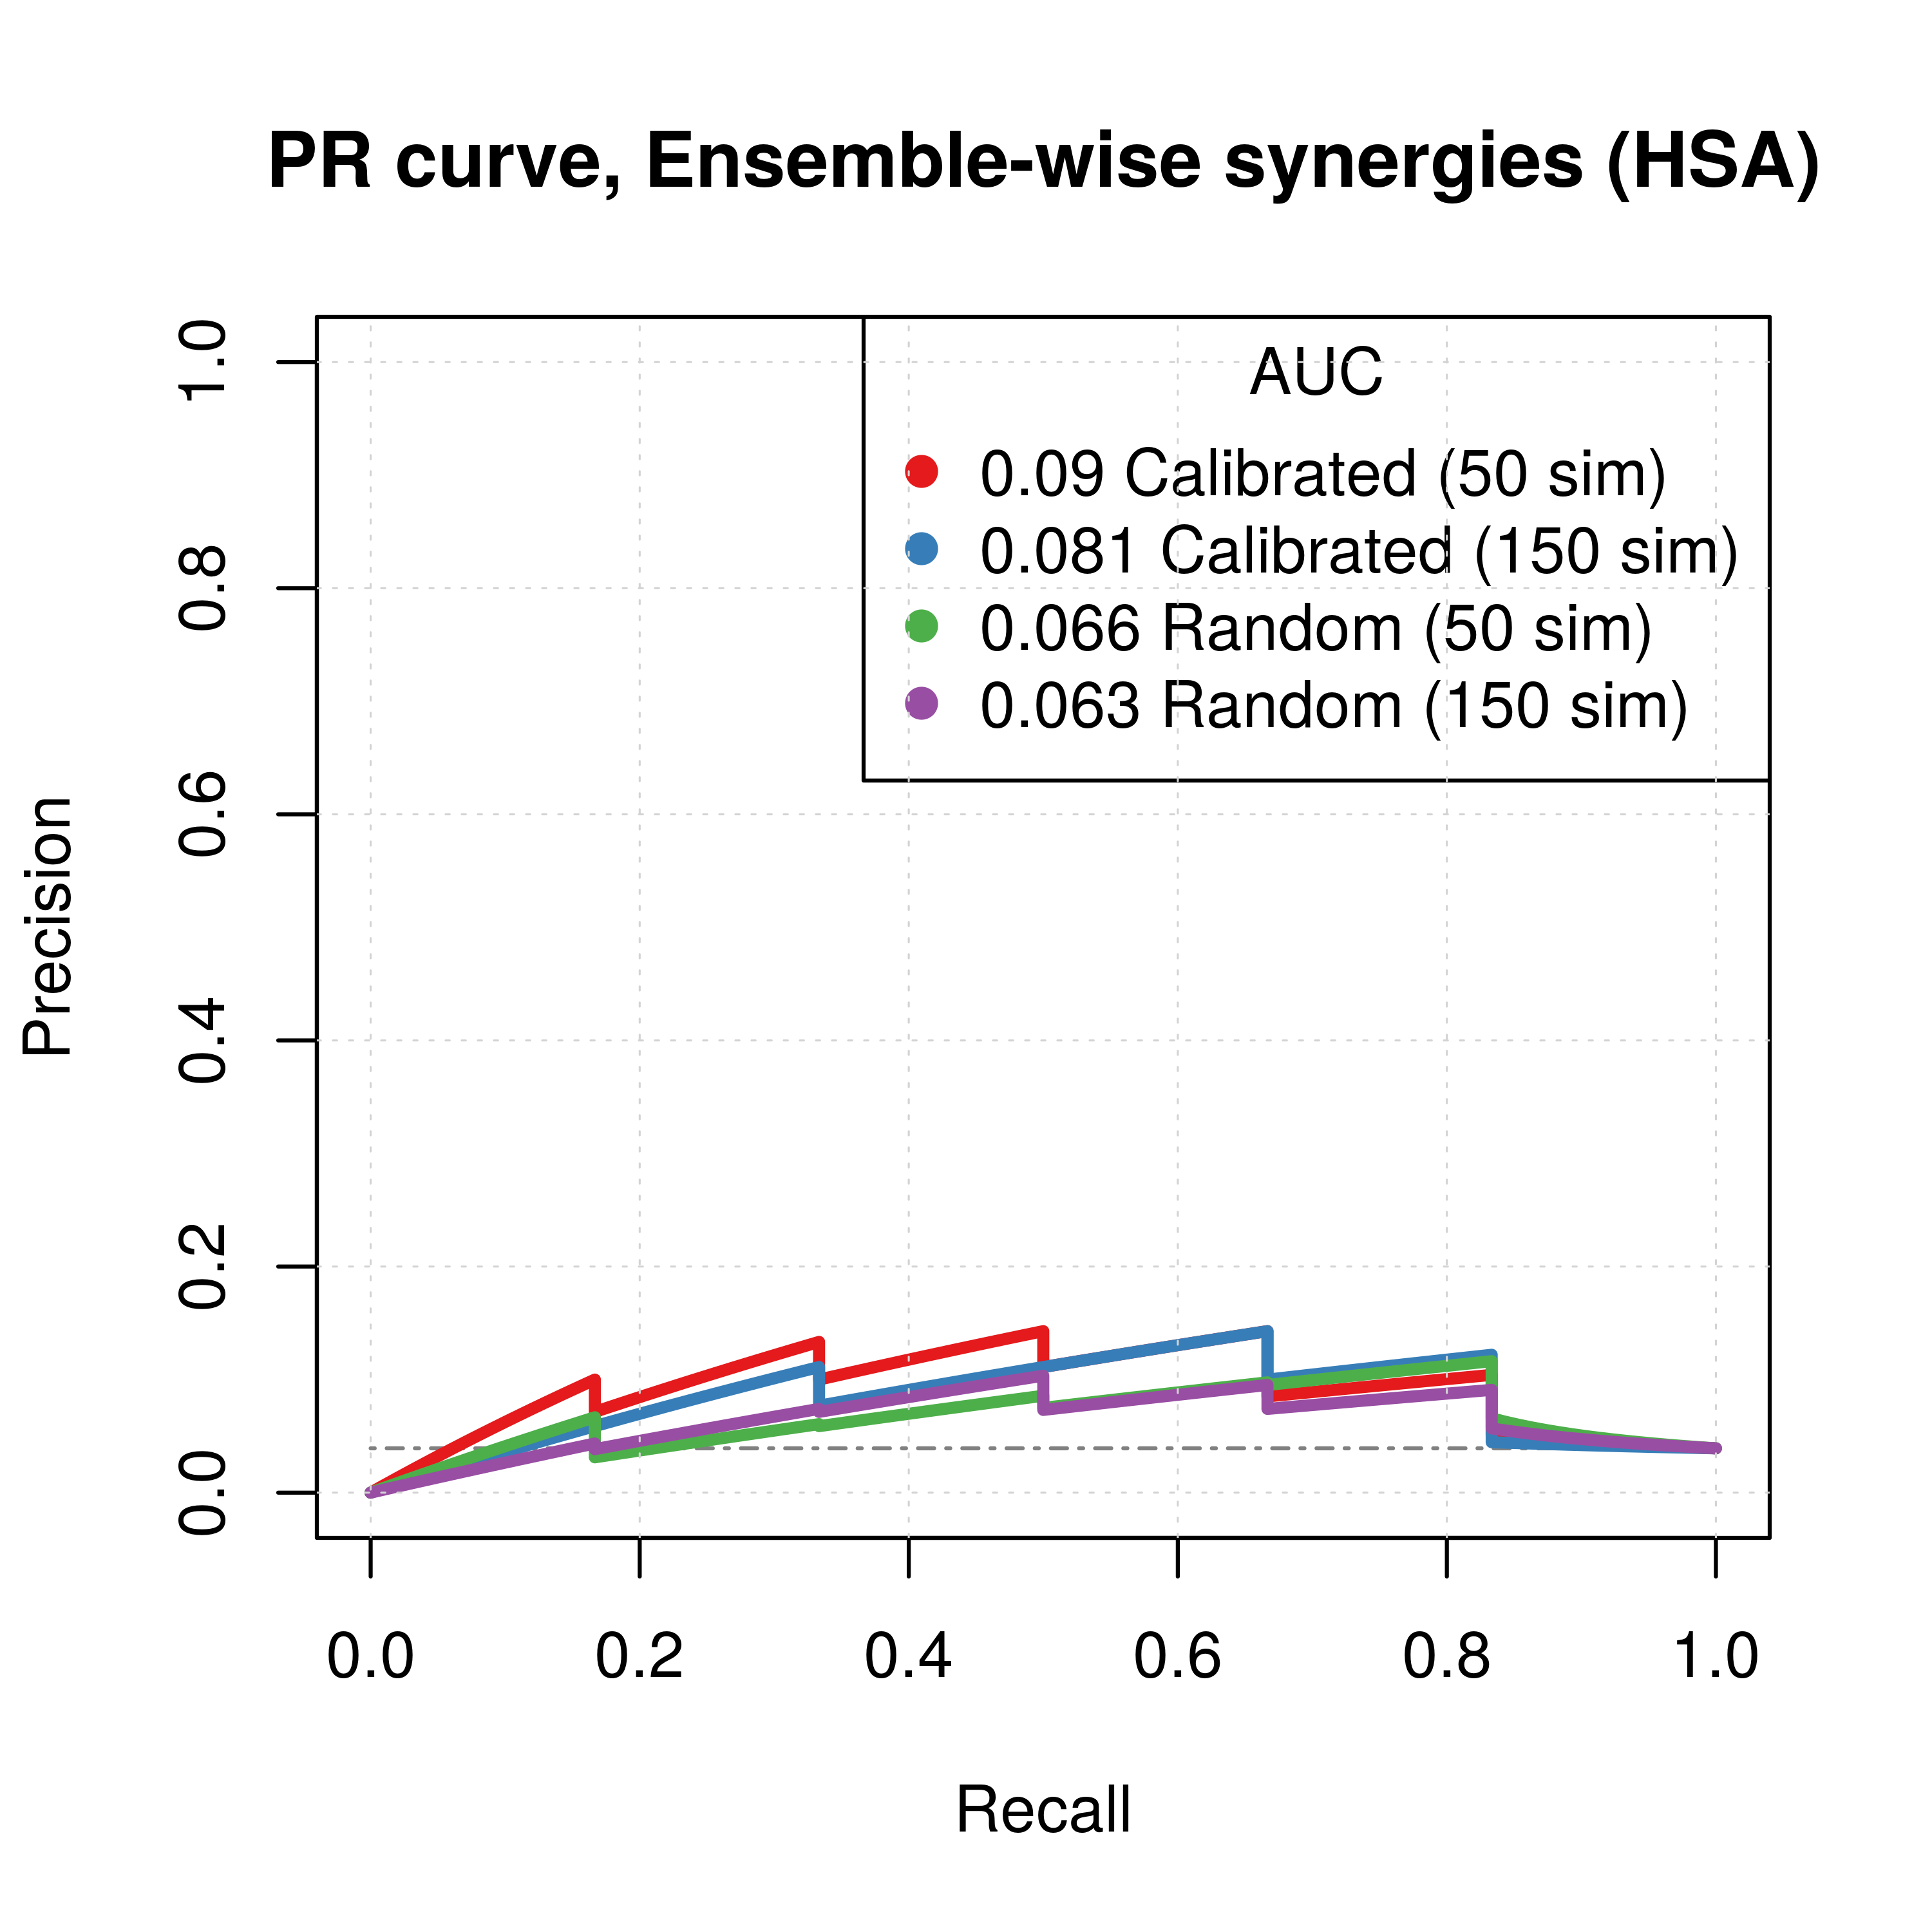 PR curve, Ensemble-wise synergies (HSA)
AUC
0.09 Calibrated (50 sim)
0.081 Calibrated (150 sim)
0.066 Random (50 sim)
0.063 Random (150 sim)
Precision
1.0
0.8
0.6
0.4
0.2
0.0
0.0 0.2 0.4 0.6 0.8 1.0
Recall